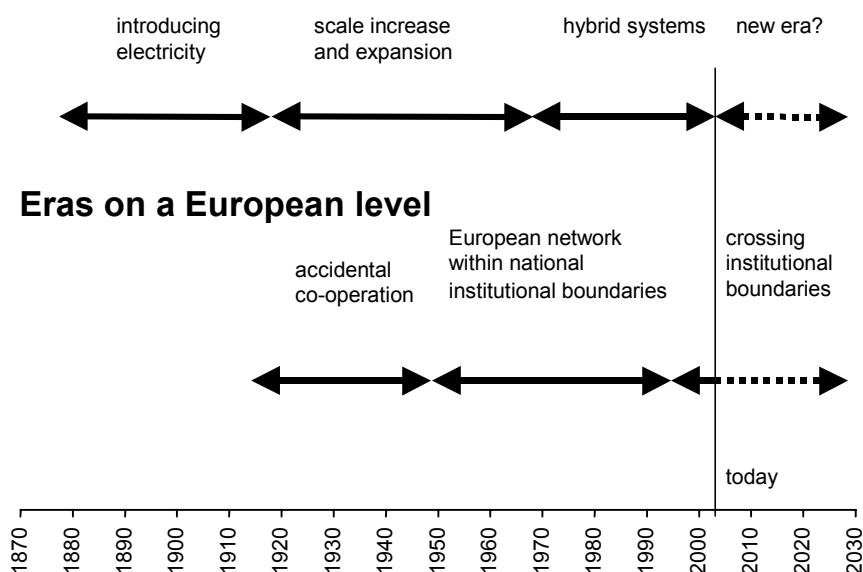 introducing
electricity
scale increase
and expansion
hybrid systems
new era?
Eras on a European level
accidental
co-operation
European network
within national
institutional boundaries
crossing
institutional
boundaries
today
1870
1880
1890
1900
1910
1920
1930
1940
1950
1960
1970
1980
1990
2000
2010
2020
2030